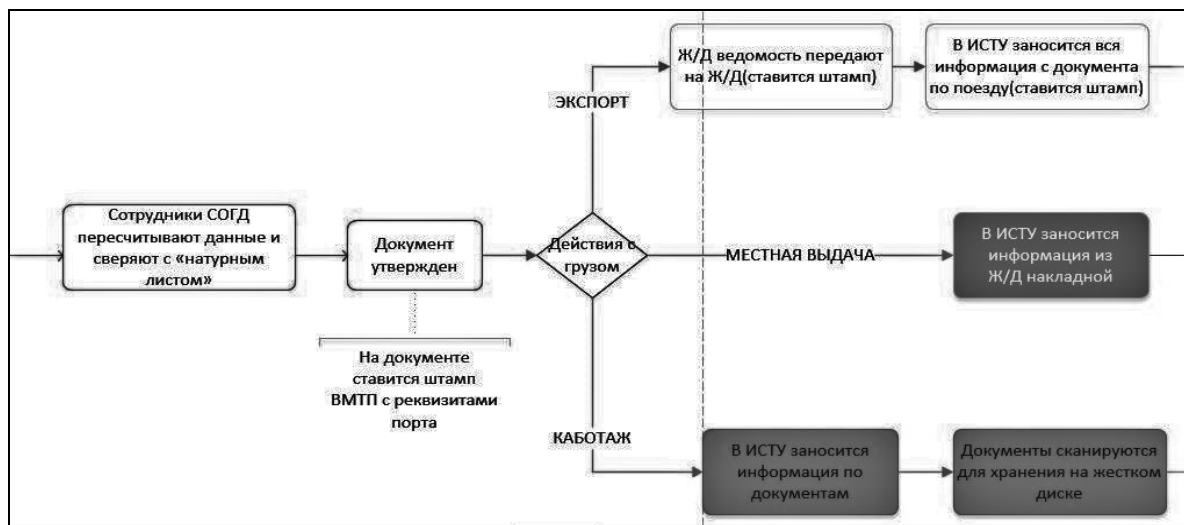 Ж/Д ведомость передают
на Ж/Д(ставится штамп)
В ИСТУ заносится вся
информация с документа
по поезду(ставится штамп)
ЭКСПОРТ
Сотрудники СОГД
пересчитывают данные и
сверяют с «натурным
листом»
Документ
утвержден
Действия с
грузом
МЕСТНАЯ ВЫДАЧА
В ИСТУ заносится
информация из
Ж/Д накладной
На документе
ставится штамп
ВМТП с реквизитами
порта
КАБОТАЖ
В ИСТУ заносится
информация по
документам
Документы сканируются
для хранения на жестком
диске